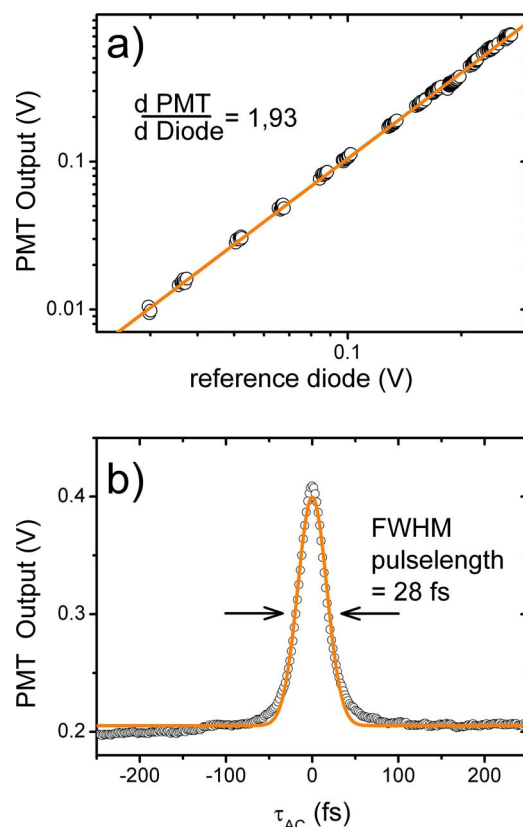 a)
d PMT
d Diode = 1,93
PMT Output (V)
0.1
0.01
0.1
reference diode (V)
b)
FWHM
pulselength
= 28 fs
PMT Output (V)
0.4
0.3
0.2
-200 -100 0 100 200
τAC (fs)